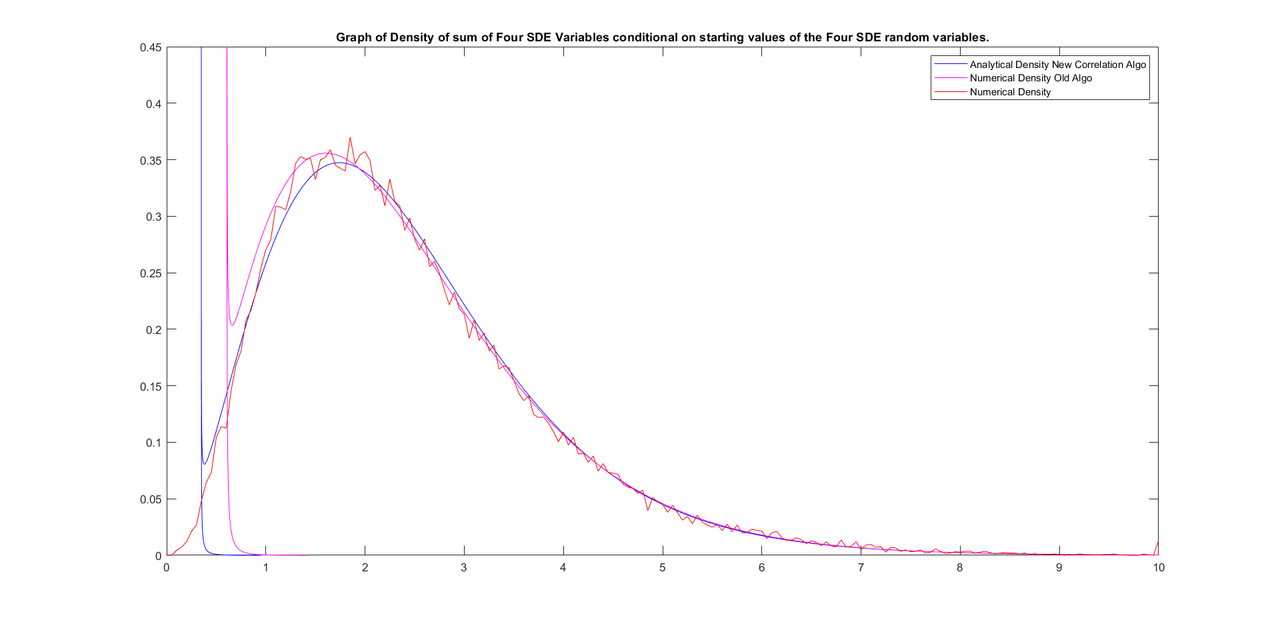 Graph of Density of sum of Four SDE Variables conditional on starting values of the Four SDE random variables.
Analytical Density New Correlation Algo
Numerical Density Old Algo
Numerical Density
0.45
0.4
0.35
0.3
0.25
0.2
0.15
0.1
0.05
0
0 1 2 3 4 5 6 7 8 9 10